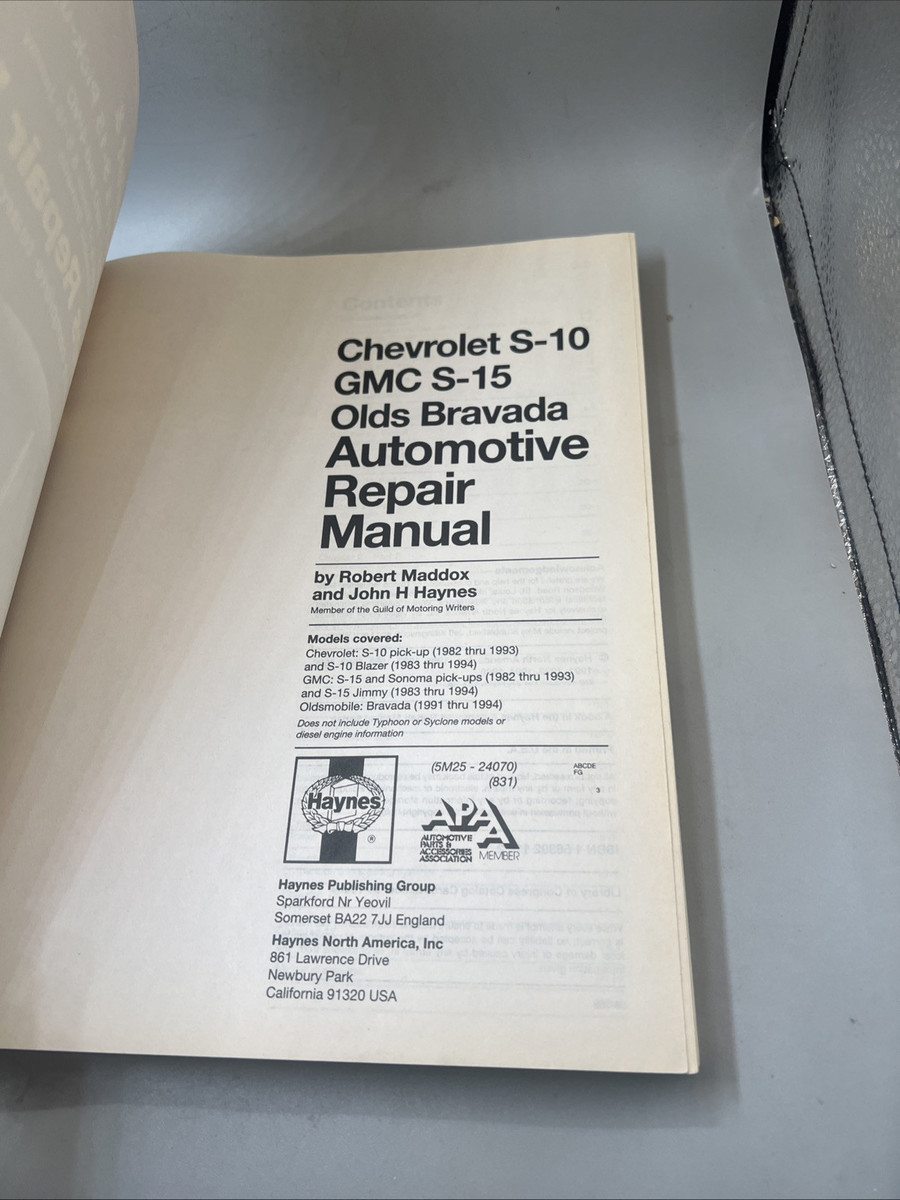 Repair
Contents
Chevrolet S-10
GMC S-15
Olds Bravada
Automotive
Repair
Manual
by Robert Maddox
and John H Haynes
Member of the Guild of Motoring Writers
Models covered:
Chevrolet: S-10 pick-up (1982 thru 1993)
and S-10 Blazer (1983 thru 1994)
GMC: S-15 and Sonoma pick-ups (1982 thru 1993)
and S-15 Jimmy (1983 thru 1994)
Oldsmobile: Bravada (1991 thru 1994)
Does not include Typhoon or Syclone models or
diesel engine information
(5M25 - 24070)
(831)
ABCDE
FG
3
Haynes
®
APAA
AUTOMOTIVE
PARTS &
ACCESSORIES
ASSOCIATION
MEMBER
Haynes Publishing Group
Sparkford Nr Yeovil
Somerset BA22 7JJ England
Haynes North America, Inc
861 Lawrence Drive
Newbury Park
California 91320 USA